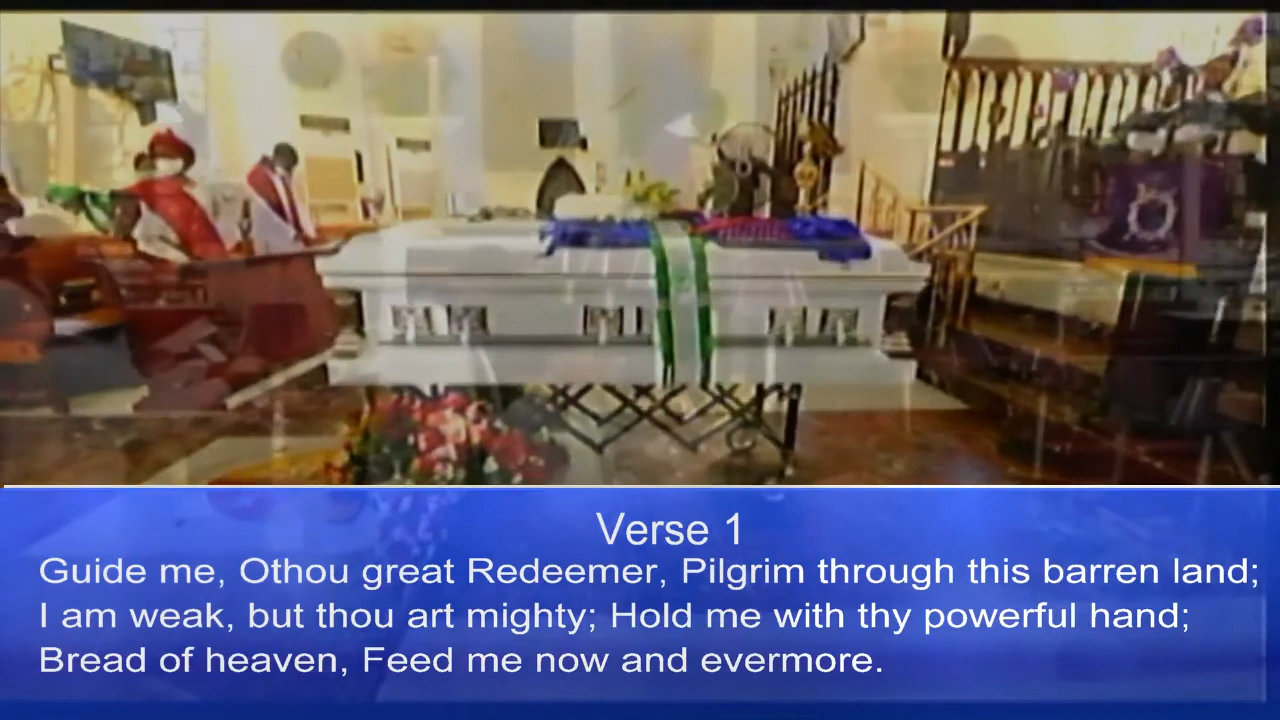 Verse 1
Guide me, Othou great Redeemer, Pilgrim through this barren land;
I am weak, but thou art mighty; Hold me with thy powerful hand;
Bread of heaven, Feed me now and evermore.